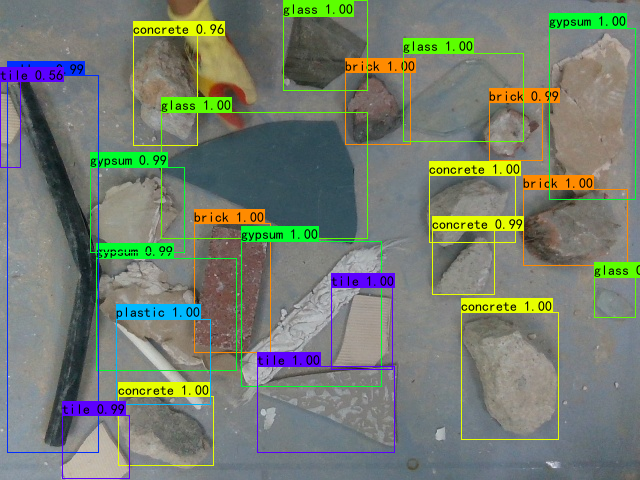 glass 1.00
gypsum 1.00
concrete 0.96
glass 1.00
brick 1.00
0.99
tile 0.56
brick 0.99
glass 1.00
gypsum 0.99
concrete 1.00
brick 1.00
brick 1.00
concrete 0.99
gypsum 1.00
gypsum 0.99
glass
tile 1.00
plastic 1.00
concrete 1.00
tile 1.00
concrete 1.00
tile 0.99